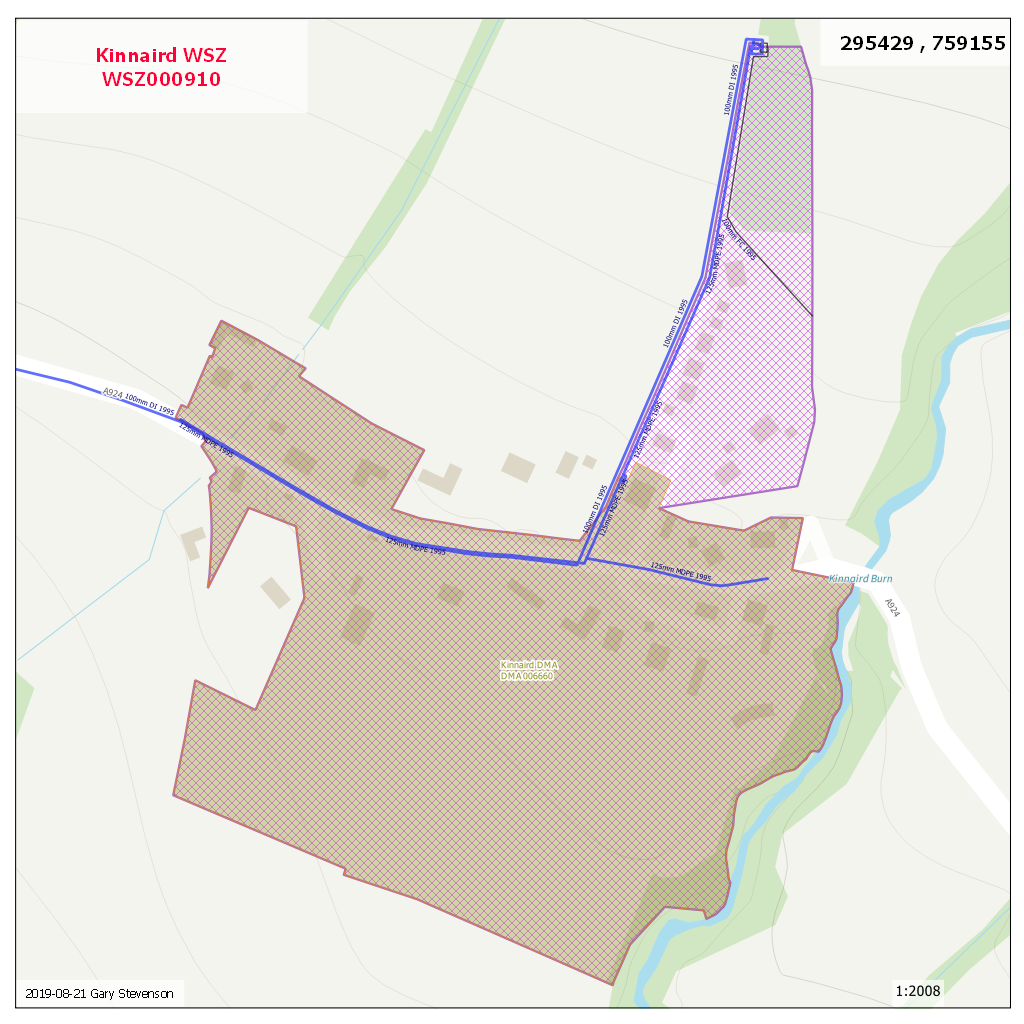 Kinnaird WSZ
WSZ000910
295429 , 759155
100mm DI 1995
100mm FC 1995
125mm MDPE 1995
100mm DI 1995
A924
100mm DI 1995
125mm MDPE 1995
125mm MDPE 1995
100mm DI 1995
125mm MDPE 1995
125mm MDPE 1995
125mm MDPE 1995
Kinnaird Burn
A924
Kinnaird DMA
DMA006660
2019-08-21 Gary Stevenson
1:2008